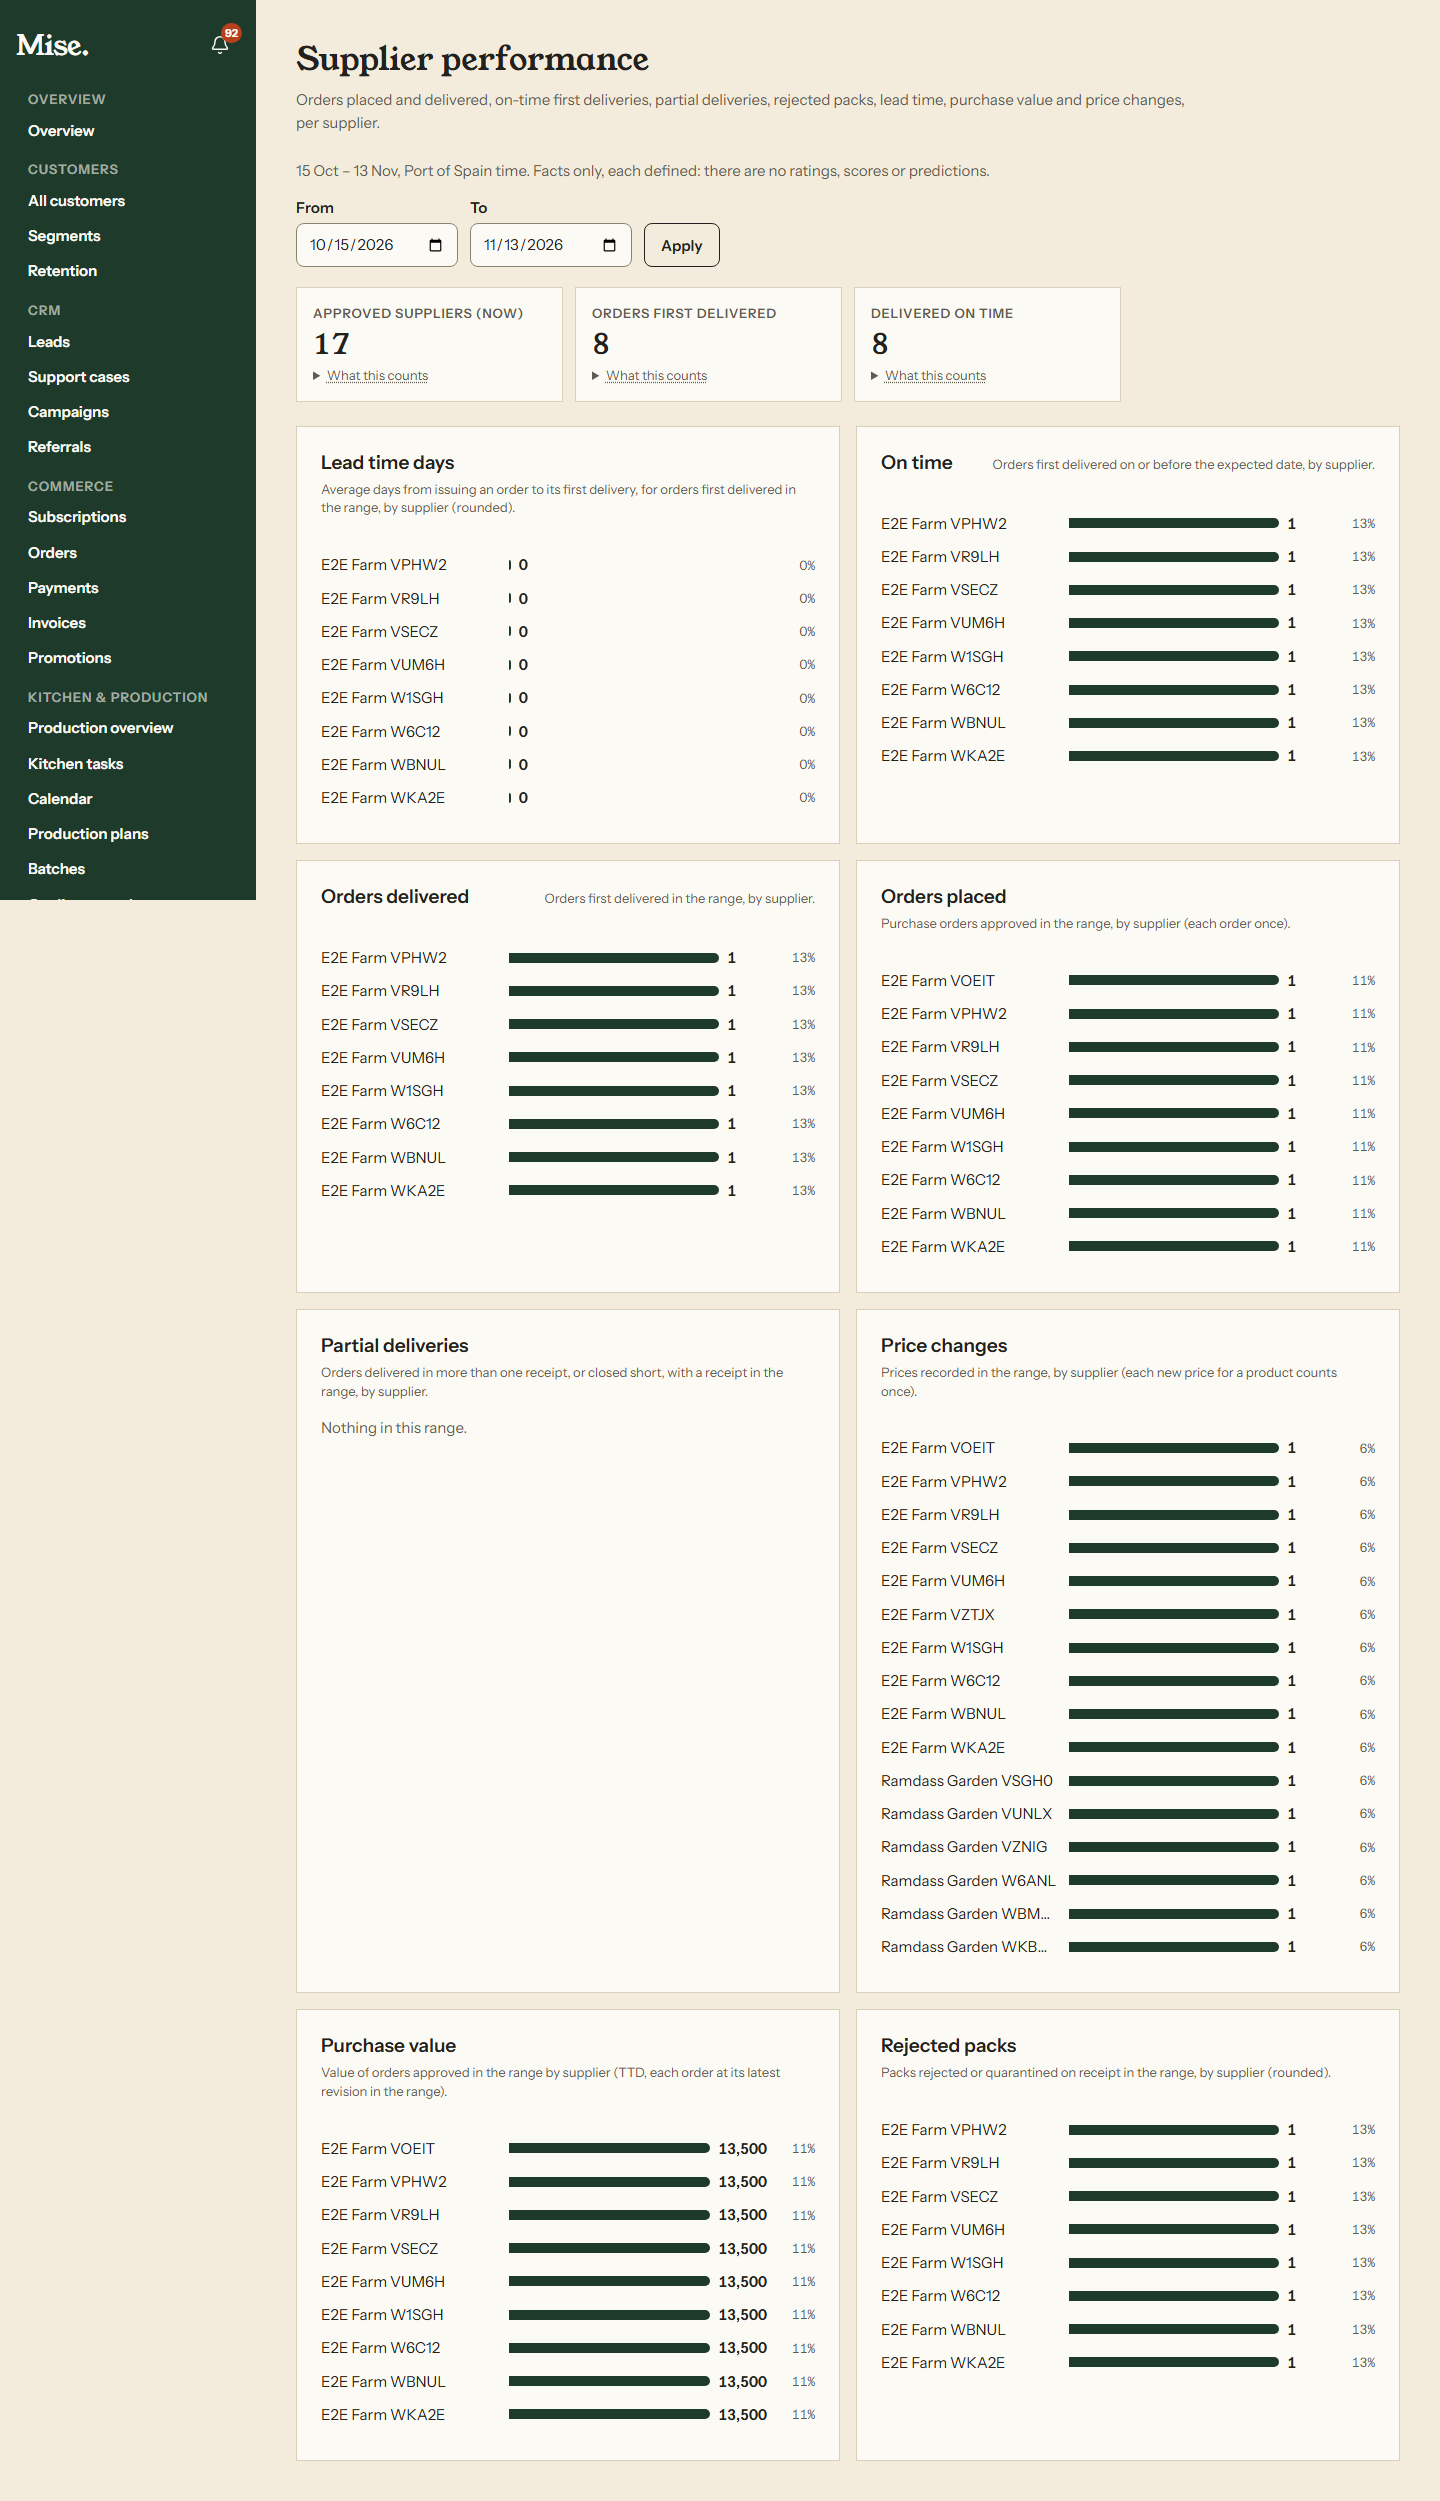 Mise.
92
OVERVIEW
Overview
CUSTOMERS
All customers
Segments
Retention
CRM
Leads
Support cases
Campaigns
Referrals
COMMERCE
Subscriptions
Orders
Payments
Invoices
Promotions
KITCHEN & PRODUCTION
Production overview
Kitchen tasks
Calendar
Production plans
Batches
Supplier performance
Orders placed and delivered, on-time first deliveries, partial deliveries, rejected packs, lead time, purchase value and price changes,
per supplier.
15 Oct – 13 Nov, Port of Spain time. Facts only, each defined: there are no ratings, scores or predictions.
From To
10/15/2026 11/13/2026 Apply
APPROVED SUPPLIERS (NOW)
17
What this counts
ORDERS FIRST DELIVERED
8
What this counts
DELIVERED ON TIME
8
What this counts
Lead time days
Average days from issuing an order to its first delivery, for orders first delivered in
the range, by supplier (rounded).
E2E Farm VPHW2 0 0%
E2E Farm VR9LH 0 0%
E2E Farm VSECZ 0 0%
E2E Farm VUM6H 0 0%
E2E Farm W1SGH 0 0%
E2E Farm W6C12 0 0%
E2E Farm WBNUL 0 0%
E2E Farm WKA2E 0 0%
On time Orders first delivered on or before the expected date, by supplier.
E2E Farm VPHW2 1 13%
E2E Farm VR9LH 1 13%
E2E Farm VSECZ 1 13%
E2E Farm VUM6H 1 13%
E2E Farm W1SGH 1 13%
E2E Farm W6C12 1 13%
E2E Farm WBNUL 1 13%
E2E Farm WKA2E 1 13%
Orders delivered Orders first delivered in the range, by supplier.
E2E Farm VPHW2 1 13%
E2E Farm VR9LH 1 13%
E2E Farm VSECZ 1 13%
E2E Farm VUM6H 1 13%
E2E Farm W1SGH 1 13%
E2E Farm W6C12 1 13%
E2E Farm WBNUL 1 13%
E2E Farm WKA2E 1 13%
Orders placed
Purchase orders approved in the range, by supplier (each order once).
E2E Farm VOEIT 1 11%
E2E Farm VPHW2 1 11%
E2E Farm VR9LH 1 11%
E2E Farm VSECZ 1 11%
E2E Farm VUM6H 1 11%
E2E Farm W1SGH 1 11%
E2E Farm W6C12 1 11%
E2E Farm WBNUL 1 11%
E2E Farm WKA2E 1 11%
Partial deliveries
Orders delivered in more than one receipt, or closed short, with a receipt in the
range, by supplier.
Nothing in this range.
Price changes
Prices recorded in the range, by supplier (each new price for a product counts
once).
E2E Farm VOEIT 1 6%
E2E Farm VPHW2 1 6%
E2E Farm VR9LH 1 6%
E2E Farm VSECZ 1 6%
E2E Farm VUM6H 1 6%
E2E Farm VZTJX 1 6%
E2E Farm W1SGH 1 6%
E2E Farm W6C12 1 6%
E2E Farm WBNUL 1 6%
E2E Farm WKA2E 1 6%
Ramdass Garden VSGH0 1 6%
Ramdass Garden VUNLX 1 6%
Ramdass Garden VZNIG 1 6%
Ramdass Garden W6ANL 1 6%
Ramdass Garden WBM... 1 6%
Ramdass Garden WKB... 1 6%
Purchase value
Value of orders approved in the range by supplier (TTD, each order at its latest
revision in the range).
E2E Farm VOEIT 13,500 11%
E2E Farm VPHW2 13,500 11%
E2E Farm VR9LH 13,500 11%
E2E Farm VSECZ 13,500 11%
E2E Farm VUM6H 13,500 11%
E2E Farm W1SGH 13,500 11%
E2E Farm W6C12 13,500 11%
E2E Farm WBNUL 13,500 11%
E2E Farm WKA2E 13,500 11%
Rejected packs
Packs rejected or quarantined on receipt in the range, by supplier (rounded).
E2E Farm VPHW2 1 13%
E2E Farm VR9LH 1 13%
E2E Farm VSECZ 1 13%
E2E Farm VUM6H 1 13%
E2E Farm W1SGH 1 13%
E2E Farm W6C12 1 13%
E2E Farm WBNUL 1 13%
E2E Farm WKA2E 1 13%